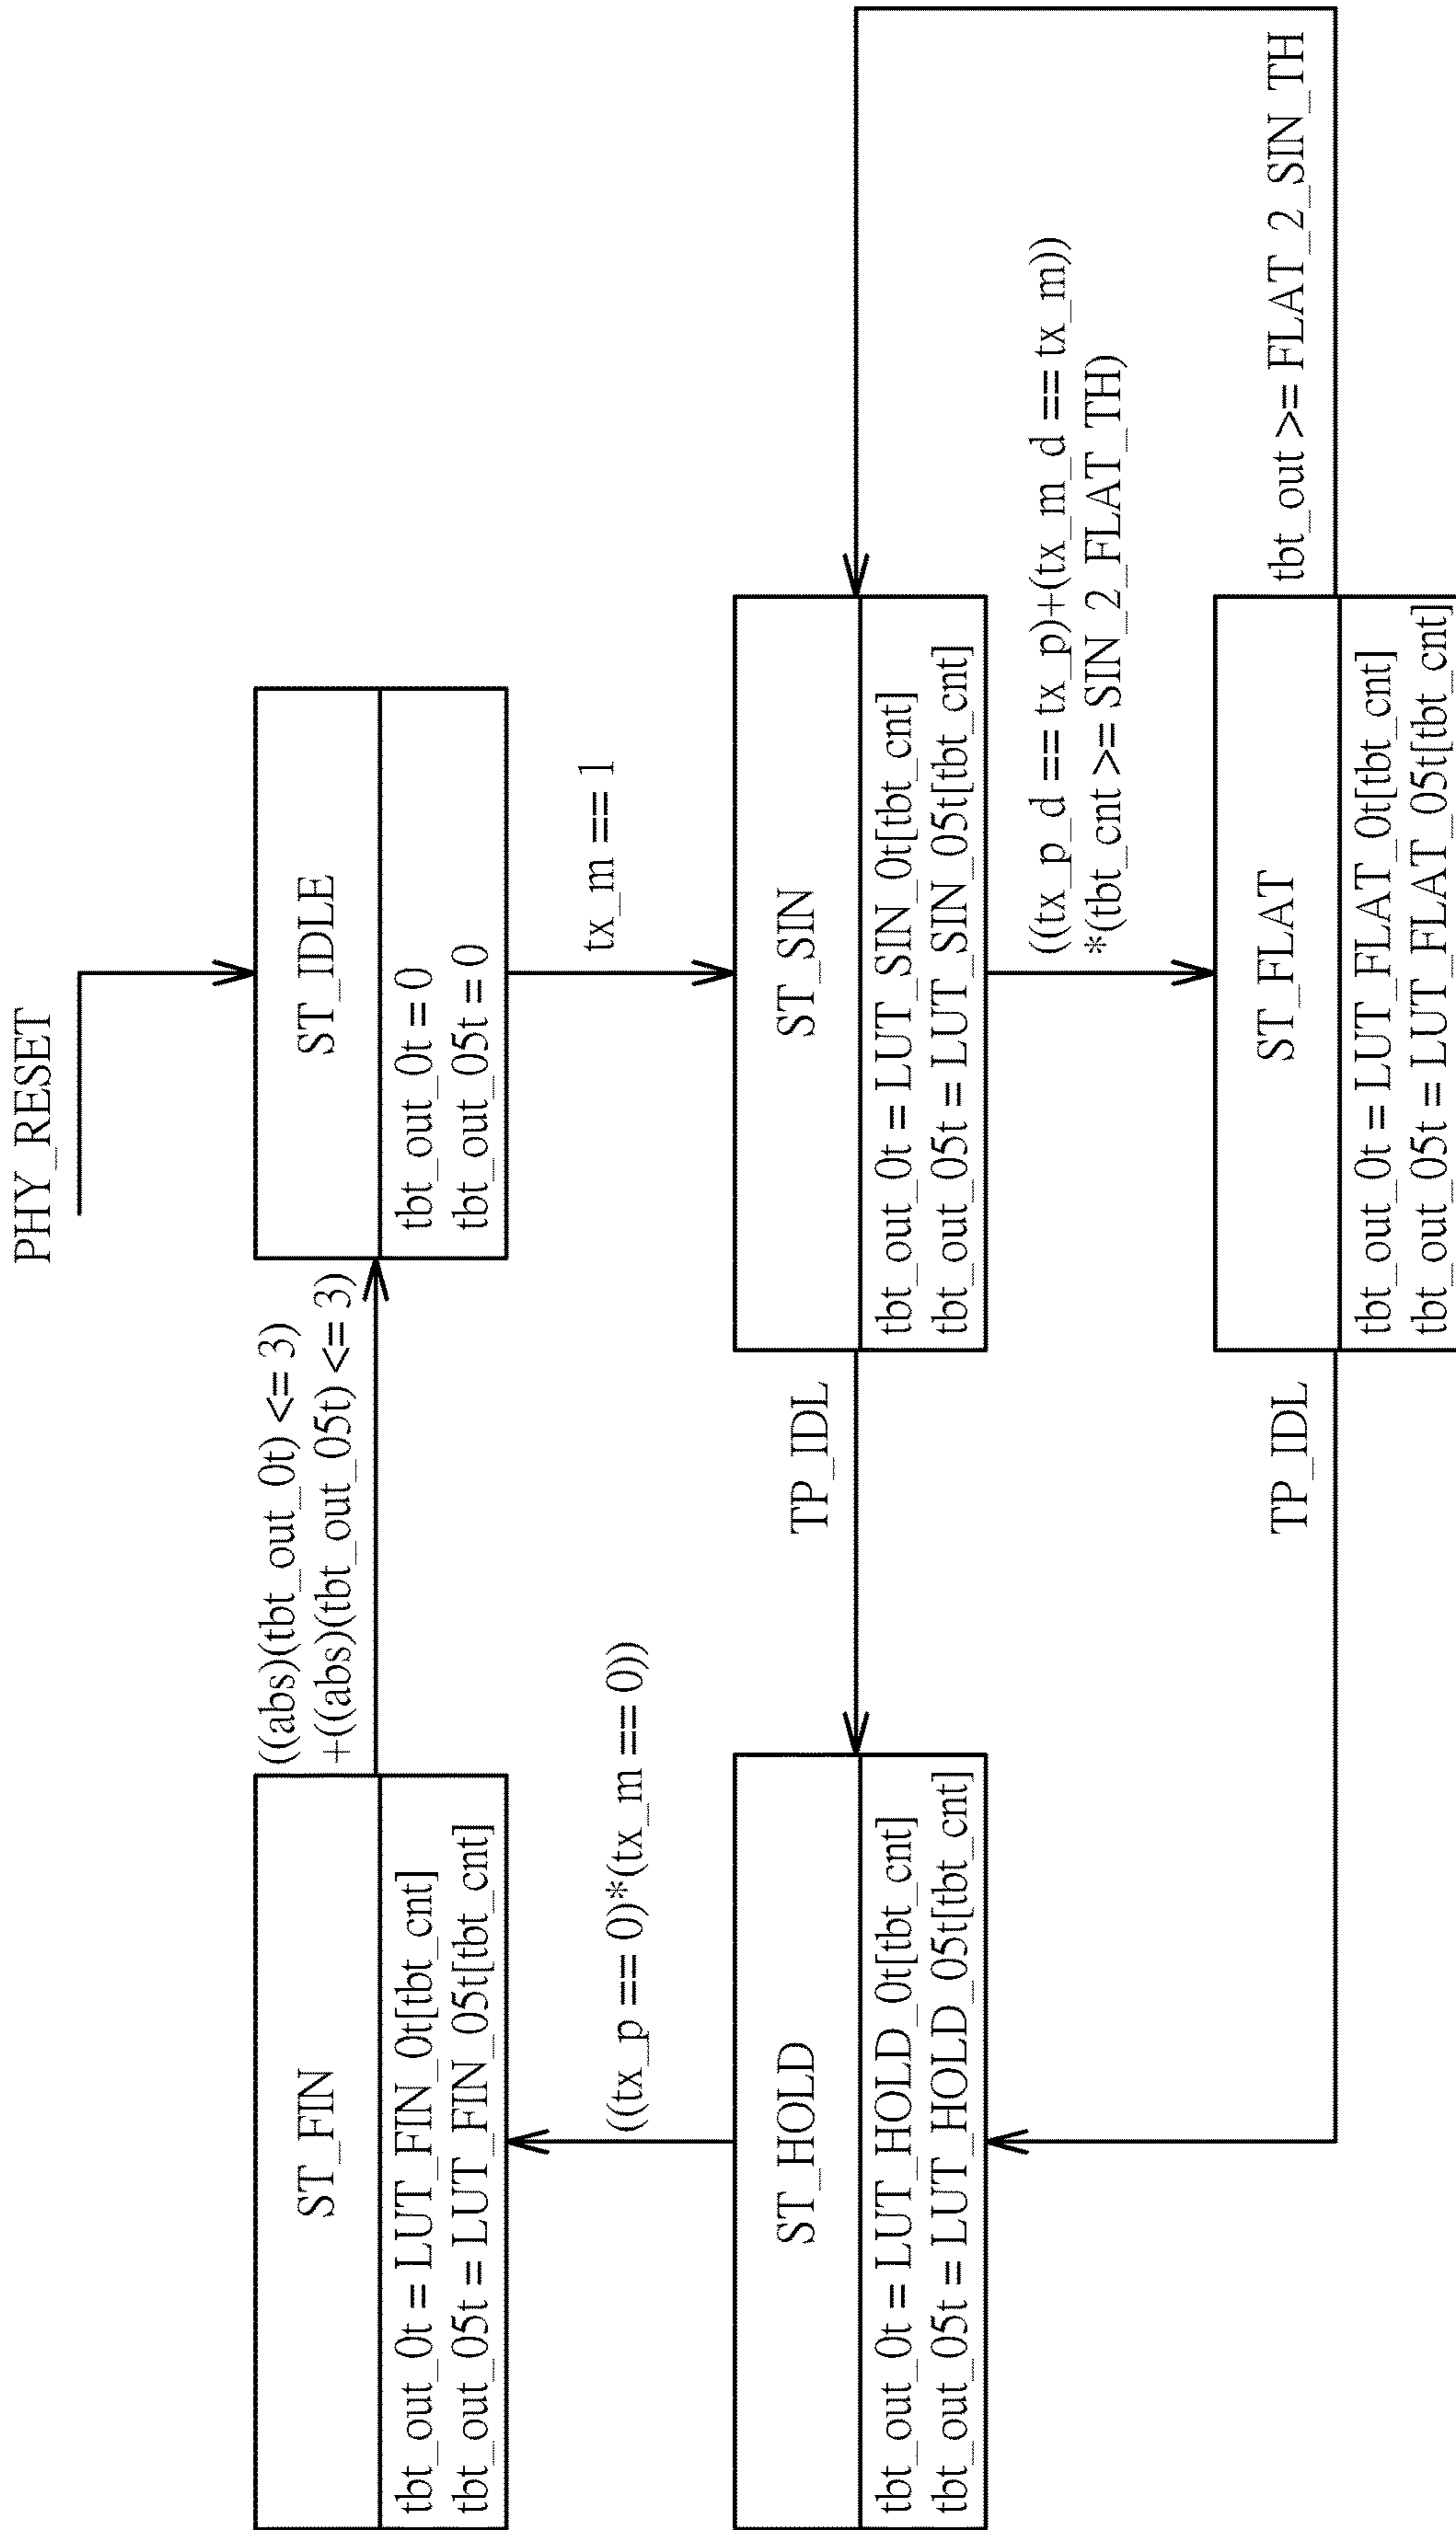 PHY_RESET
ST_FIN
tbt_out_0t = LUT_FIN_0t[tbt_cnt]
tbt_out_05t = LUT_FIN_05t[tbt_cnt]
((abs)(tbt_out_0t) <= 3)
+((abs)(tbt_out_05t) <= 3)
ST_IDLE
tbt_out_0t = 0
tbt_out_05t = 0
((tx_p == 0)*(tx_m == 0))
tx_m == 1
ST_HOLD
tbt_out_0t = LUT_HOLD_0t[tbt_cnt]
tbt_out_05t = LUT_HOLD_05t[tbt_cnt]
TP_IDL
ST_SIN
tbt_out_0t = LUT_SIN_0t[tbt_cnt]
tbt_out_05t = LUT_SIN_05t[tbt_cnt]
(((tx_p_d == tx_p)+(tx_m_d == tx_m))
*(tbt_cnt >= SIN_2_FLAT_TH)
TP_IDL
ST_FLAT
tbt_out_0t = LUT_FLAT_0t[tbt_cnt]
tbt_out_05t = LUT_FLAT_05t[tbt_cnt]
tbt_out >= FLAT_2_SIN_TH